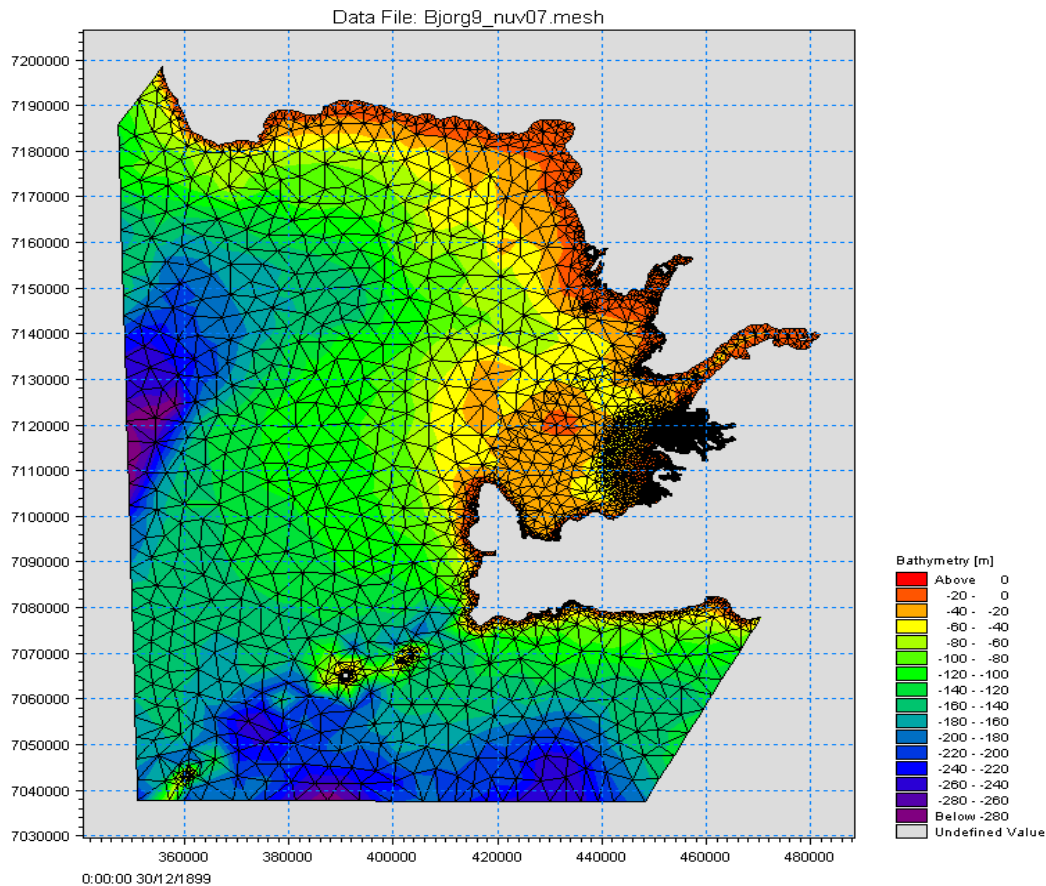 Data File: Bjorg9_nuv07.mesh
7200000
7190000
7180000
7170000
7160000
7150000
7140000
7130000
7120000
7110000
7100000
7090000
7080000
7070000
7060000
7050000
7040000
7030000
360000 380000 400000 420000 440000 460000 480000
0:00:00 30/12/1899
Bathymetry [m]
Above 0
-20 - 0
-40 - -20
-60 - -40
-80 - -60
-100 - -80
-120 - -100
-140 - -120
-160 - -140
-180 - -160
-200 - -180
-220 - -200
-240 - -220
-260 - -240
-280 - -260
Below -280
Undefined Value